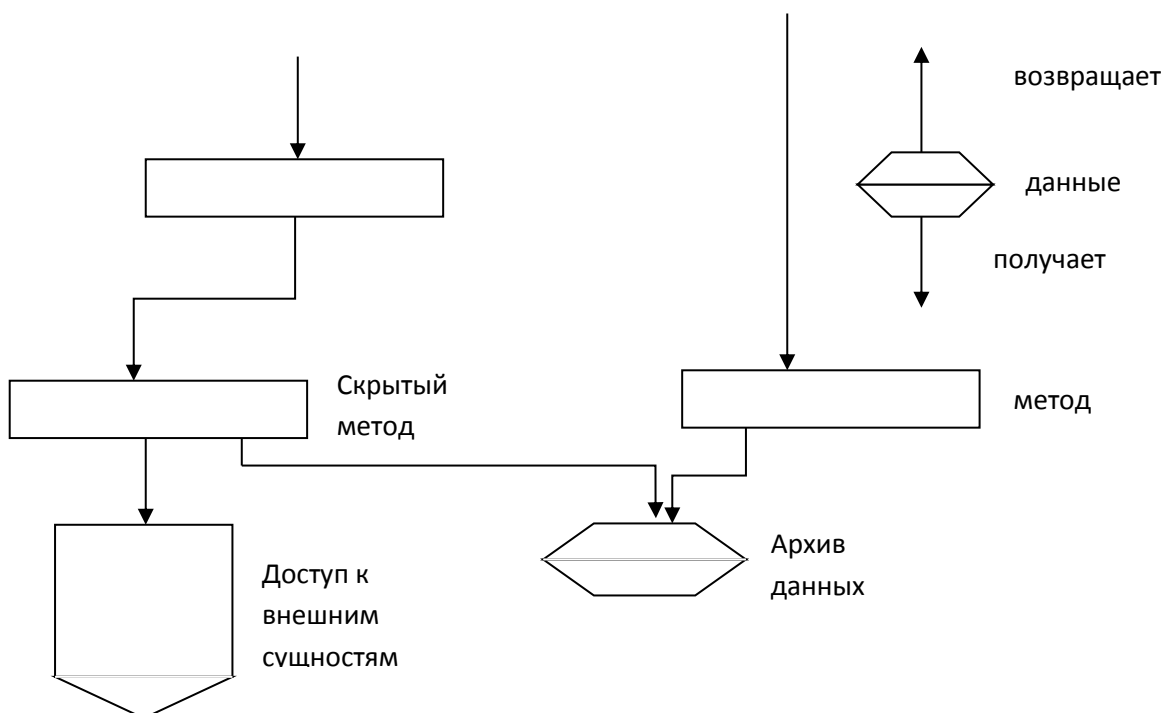 возвращает
данные
получает
Скрытый
метод
метод
Архив
данных
Доступ к
внешним
сущностям